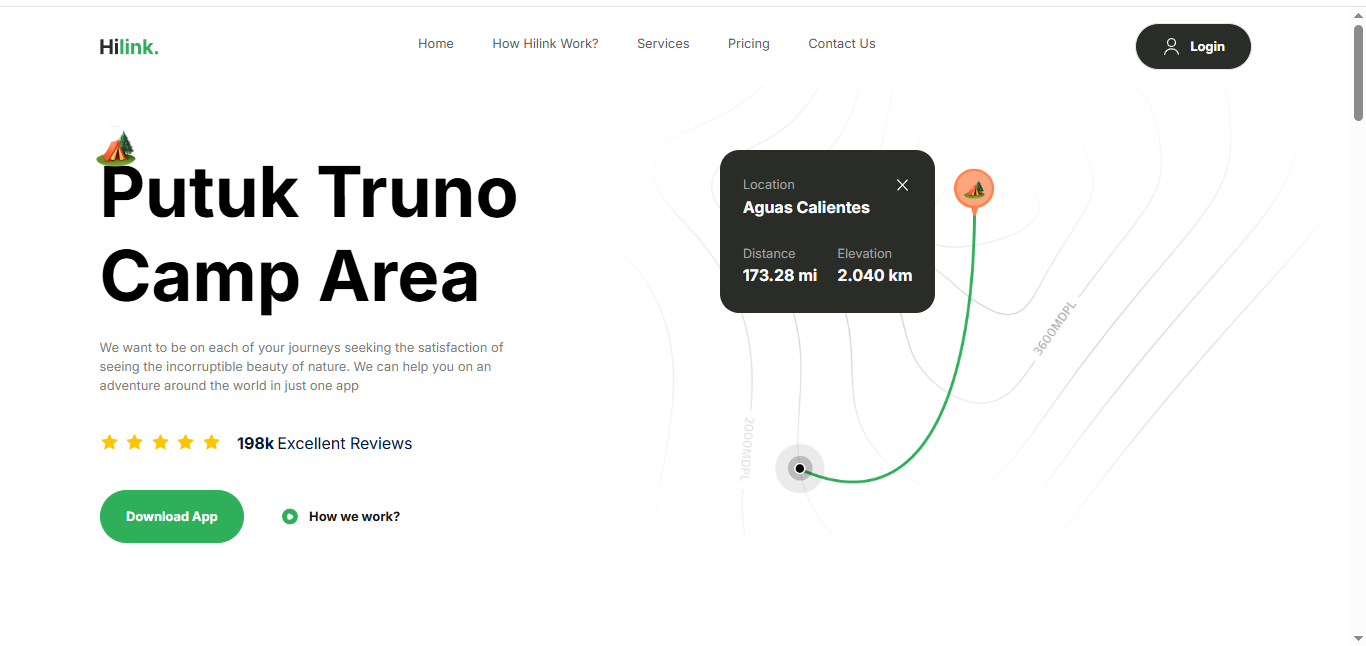 Hilink.
Home
How Hilink Work?
Services
Pricing
Contact Us
Login
Putuk Truno
Camp Area
We want to be on each of your journeys seeking the satisfaction of
seeing the incorruptible beauty of nature. We can help you on an
adventure around the world in just one app
198k Excellent Reviews
Download App
How we work?
Location
Aguas Calientes
Distance Elevation
173.28 mi 2.040 km
3600MDPL
2000MDPL